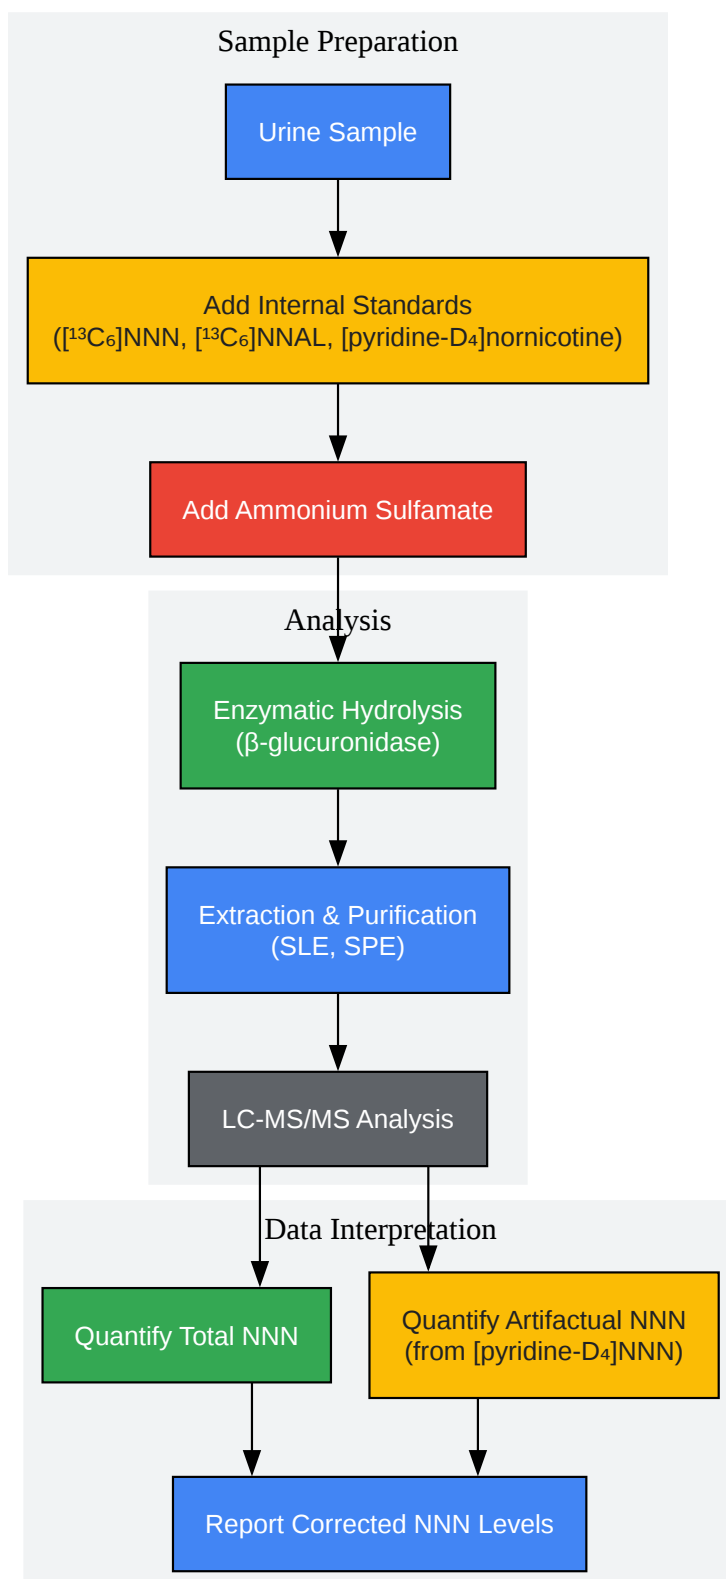 Sample Preparation
Urine Sample
Add Internal Standards
([¹³C₆]NNN, [¹³C₆]NNAL, [pyridine-D₄]nornicotine)
Add Ammonium Sulfamate
Analysis
Enzymatic Hydrolysis
(β-glucuronidase)
Extraction & Purification
(SLE, SPE)
LC-MS/MS Analysis
Data Interpretation
Quantify Total NNN
Quantify Artifactual NNN
(from [pyridine-D₄]NNN)
Report Corrected NNN Levels